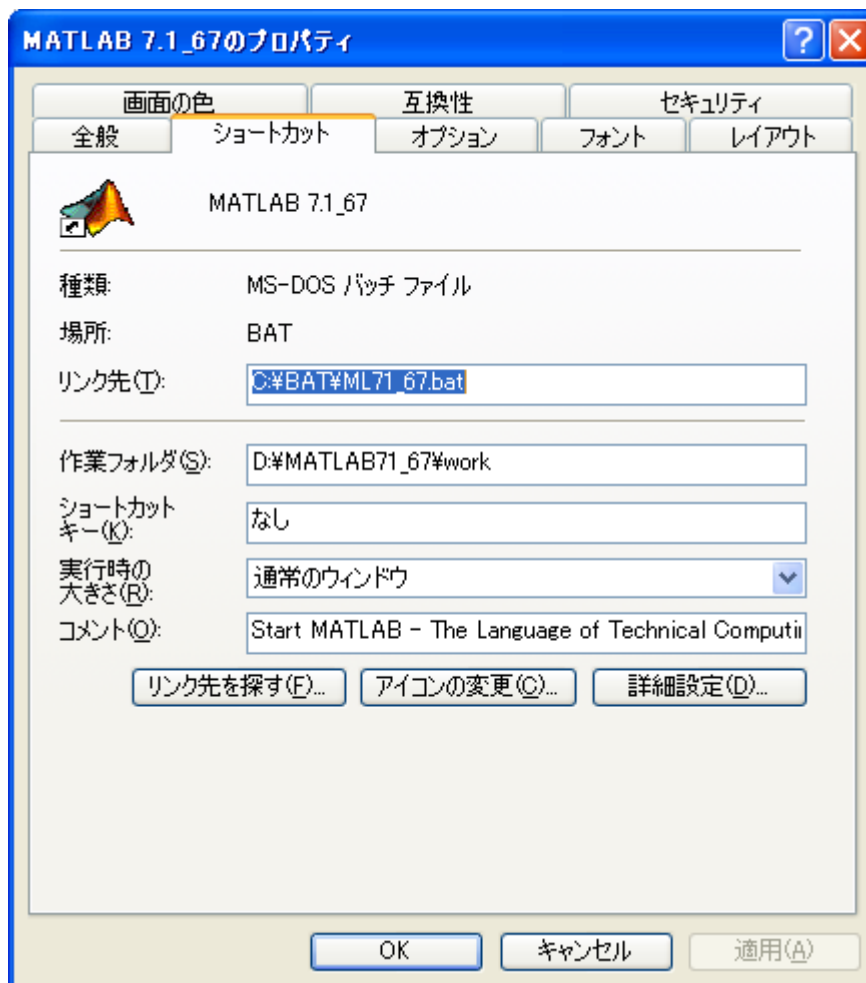 MATLAB 7.1_67のプロパティ
画面の色 互換性 セキュリティ
全般 ショートカット オプション フォント レイアウト
MATLAB 7.1_67
種類: MS-DOS バッチ ファイル
場所: BAT
リンク先(T): C:¥BAT¥ML71_67.bat
作業フォルダ(S): D:¥MATLAB71_67¥work
ショートカット
キー(K): なし
実行時の
大きさ(R): 通常のウィンドウ
コメント(O): Start MATLAB - The Language of Technical Computin
リンク先を探す(F)... アイコンの変更(C)... 詳細設定(D)...
OK キャンセル 適用(A)